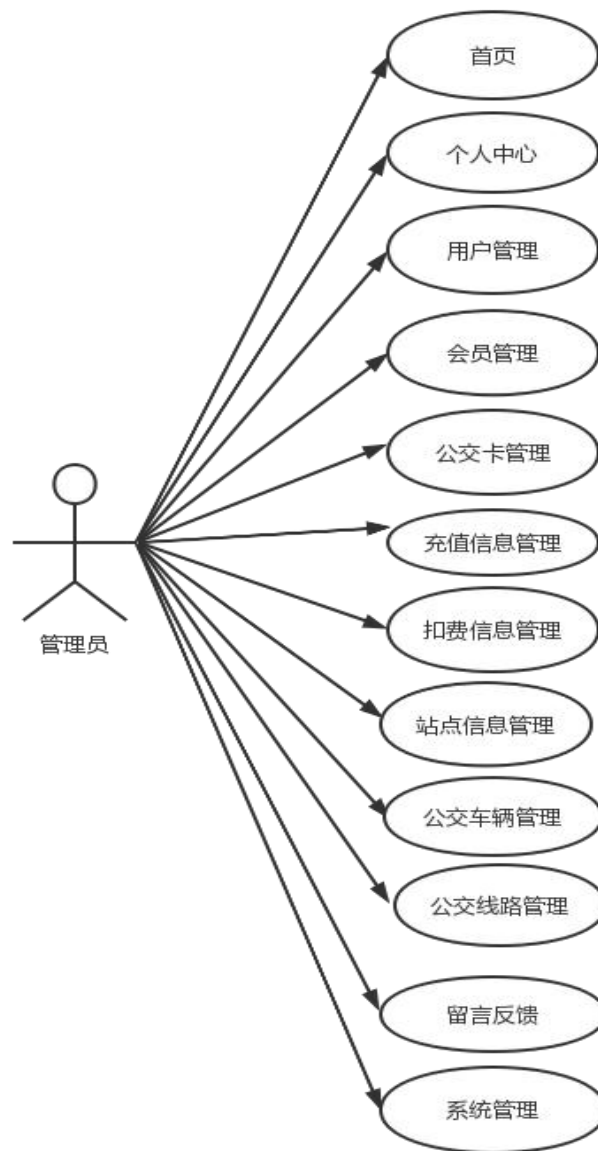 首页
个人中心
用户管理
会员管理
公交卡管理
充值信息管理
扣费信息管理
管理员
站点信息管理
公交车辆管理
公交线路管理
留言反馈
系统管理